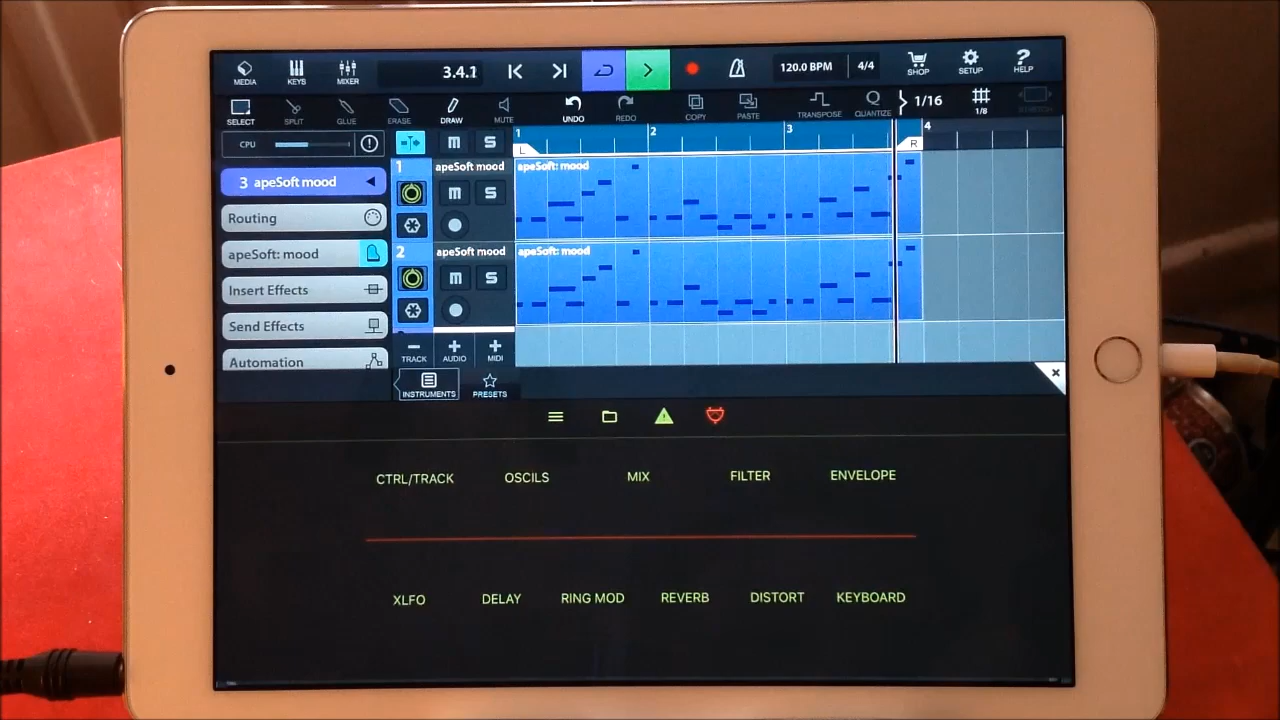 MEDIA KEYS MIXER 3.4.1 120.0 BPM 4/4 SHOP SETUP HELP
SELECT SPLIT GLUE ERASE DRAW MUTE UNDO REDO COPY PASTE TRANSPOSE QUANTIZE 1/16 1/8 STRETCH
CPU M S 1 2 3 4
L R
3 apeSoft mood 1 apeSoft mood apeSoft: mood
M S
Routing
apeSoft: mood 2 apeSoft mood apeSoft: mood
M S
Insert Effects
Send Effects
Automation TRACK AUDIO MIDI
INSTRUMENTS PRESETS
CTRL/TRACK OSCILS MIX FILTER ENVELOPE
XLFO DELAY RING MOD REVERB DISTORT KEYBOARD